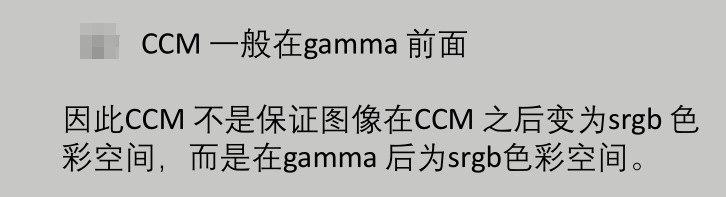 CCM 一般在gamma 前面
因此CCM 不是保证图像在CCM 之后变为srgb 色
彩空间，而是在gamma 后为srgb色彩空间。